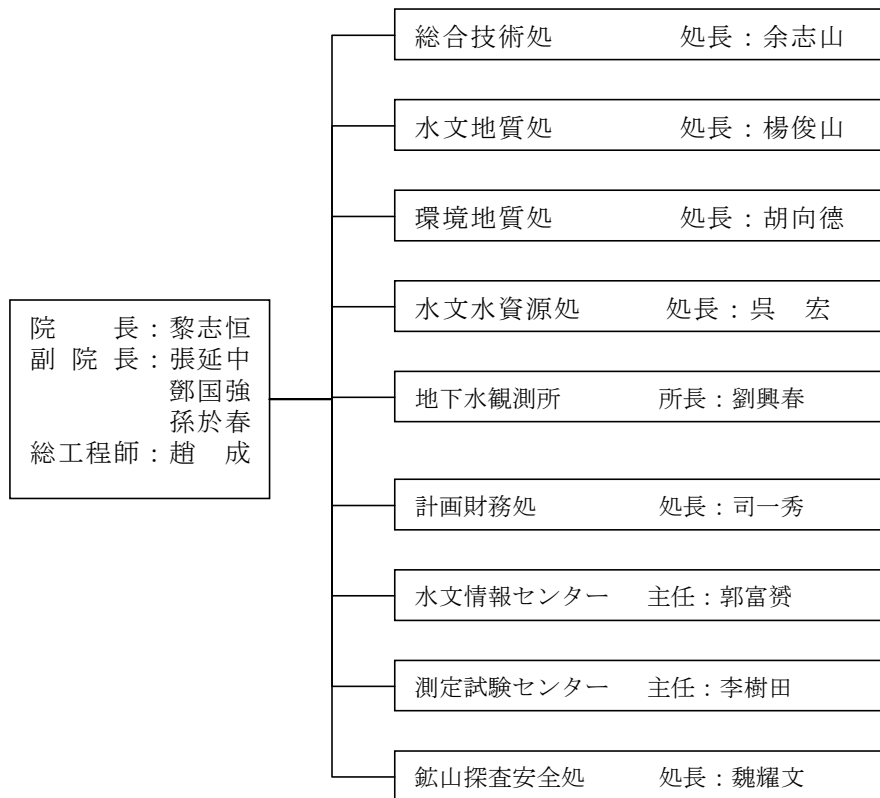 総合技術処 処長：余志山
水文地質処 処長：楊俊山
環境地質処 処長：胡向德
水文水資源処 処長：呉 宏
院 長：黎志恒
副 院 長：張延中
鄧国強
孫於春
総工程師：趙 成
地下水観測所 所長：劉興春
計画財務処 処長：司一秀
水文情報センター 主任：郭富赟
測定試験センター 主任：李樹田
鉱山探査安全処 処長：魏耀文